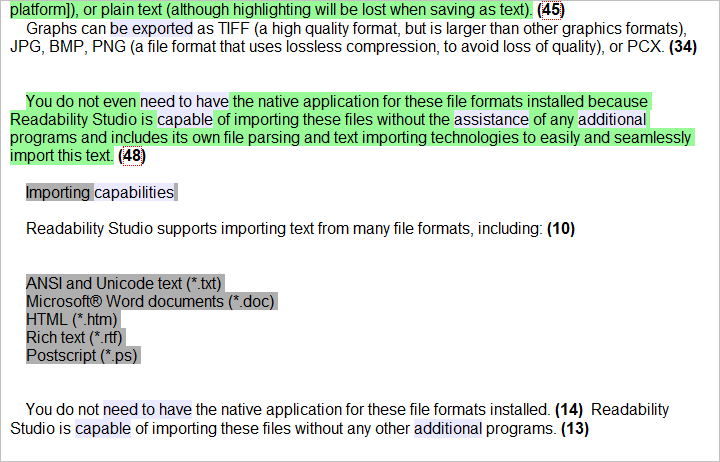 platform]), or plain text (although highlighting will be lost when saving as text). (45)
Graphs can be exported as TIFF (a high quality format, but is larger than other graphics formats),
JPG, BMP, PNG (a file format that uses lossless compression, to avoid loss of quality), or PCX. (34)
You do not even need to have the native application for these file formats installed because
Readability Studio is capable of importing these files without the assistance of any additional
programs and includes its own file parsing and text importing technologies to easily and seamlessly
import this text. (48)
Importing capabilities
Readability Studio supports importing text from many file formats, including: (10)
ANSI and Unicode text (*.txt)
Microsoft® Word documents (*.doc)
HTML (*.htm)
Rich text (*.rtf)
Postscript (*.ps)
You do not need to have the native application for these file formats installed. (14) Readability
Studio is capable of importing these files without any other additional programs. (13)